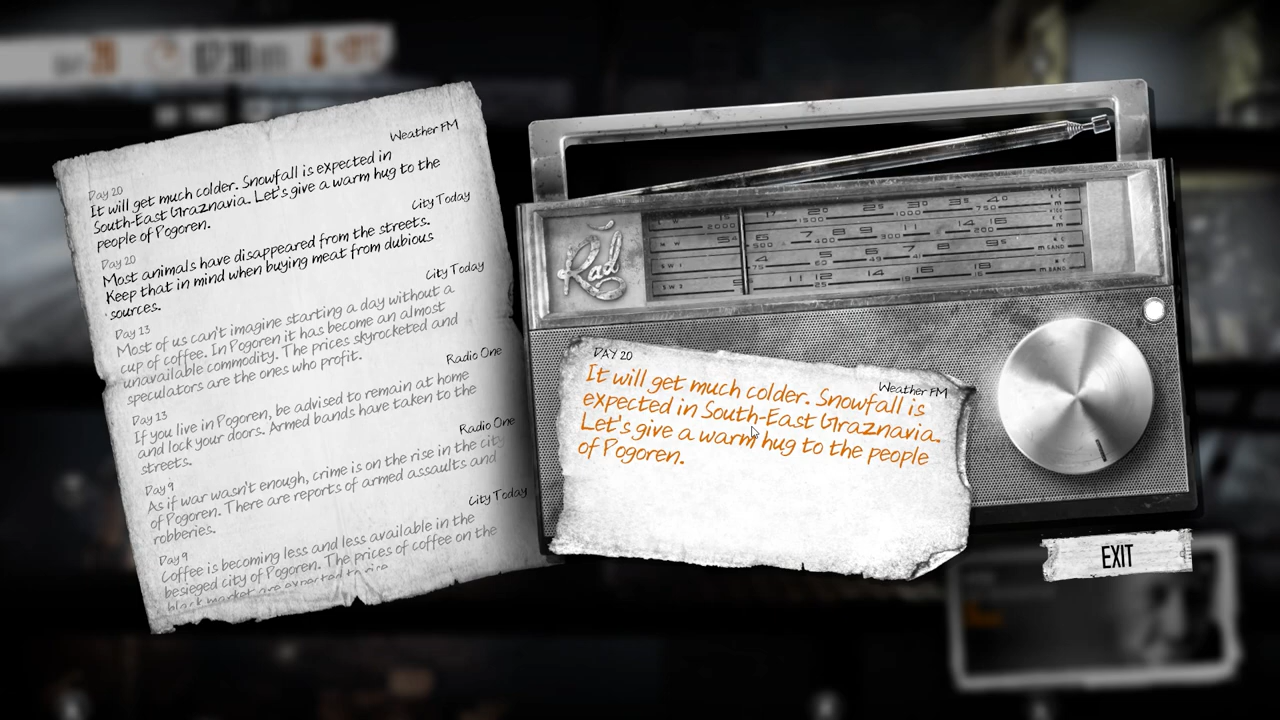 Weather FM
Day 20
It will get much colder. Snowfall is expected in
South-East Graznavia. Let's give a warm hug to the
people of Pogoren.
City Today
Day 20
Most animals have disappeared from the streets.
Keep that in mind when buying meat from dubious
sources.
City Today
Day 13
Most of us can't imagine starting a day without a
cup of coffee. In Pogoren it has become an almost
unavailable commodity. The prices skyrocketed and
speculators are the ones who profit.
Radio One
Day 13
If you live in Pogoren, be advised to remain at home
and lock your doors. Armed bands have taken to the
streets.
Radio One
Day 9
As if war wasn't enough, crime is on the rise in the city
of Pogoren. There are reports of armed assaults and
robberies.
City Today
Day 9
Coffee is becoming less and less available in the
besieged city of Pogoren. The prices of coffee on the
black market are expected to rise
Rad
DAY 20
Weather FM
It will get much colder. Snowfall is
expected in South-East Graznavia.
Let's give a warm hug to the people
of Pogoren.
EXIT